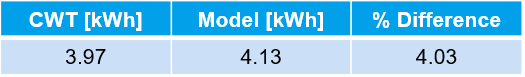 CWT [kWh] Model [kWh] % Difference
3.97 4.13 4.03